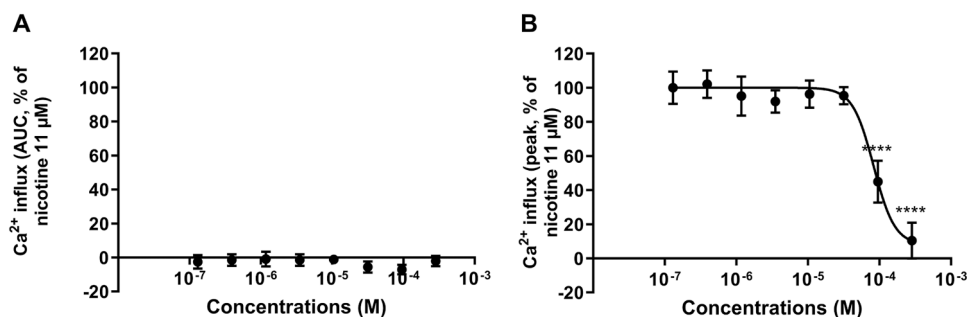 A
Ca²⁺ influx (AUC, % of
nicotine 11 µM)
120
100
80
60
40
20
0
-20
10⁻⁷ 10⁻⁶ 10⁻⁵ 10⁻⁴ 10⁻³
Concentrations (M)
B
Ca²⁺ influx (peak, % of
nicotine 11 µM)
120
100
80
60
40
20
0
-20
****
****
10⁻⁷ 10⁻⁶ 10⁻⁵ 10⁻⁴ 10⁻³
Concentrations (M)